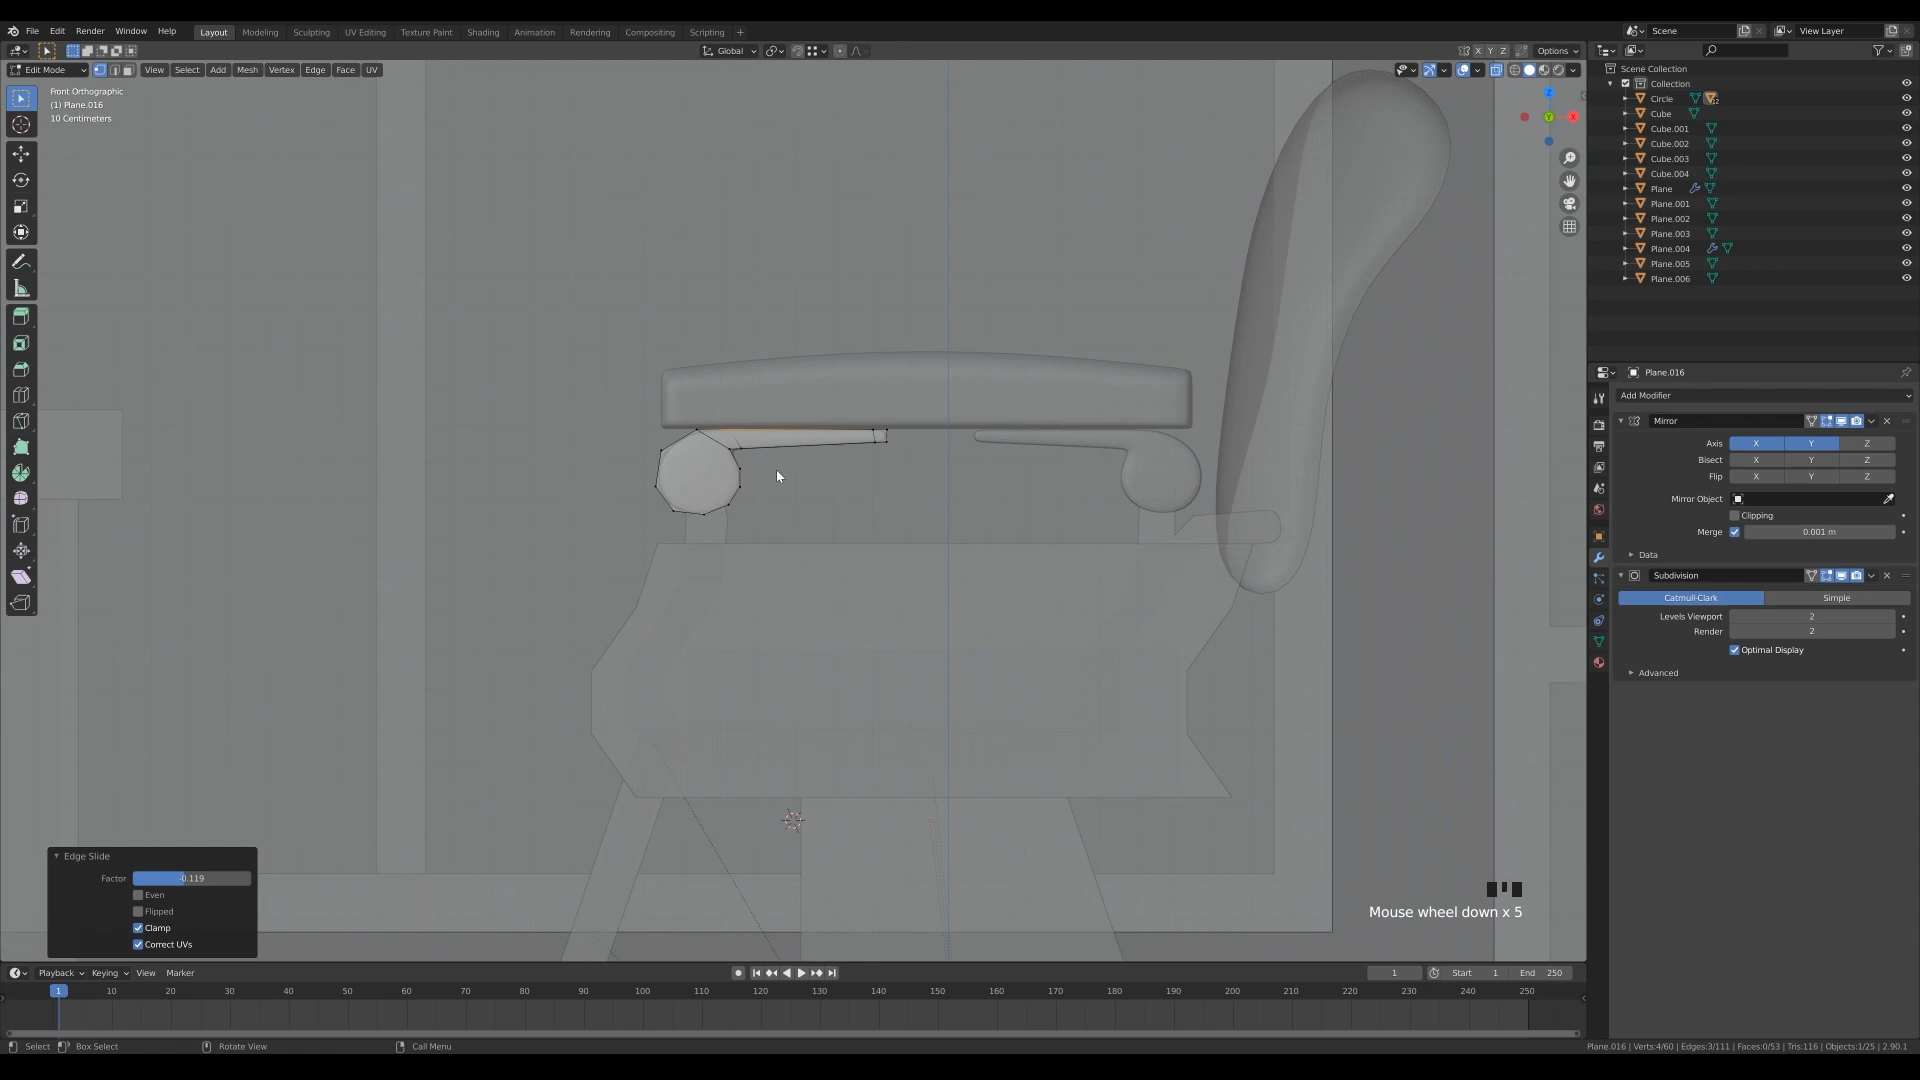 File Edit Render Window Help Layout Modeling Sculpting UV Editing Texture Paint Shading Animation Rendering Compositing Scripting + Scene View Layer
Global X Y Z Options
Edit Mode View Select Add Mesh Vertex Edge Face UV
Front Orthographic
(1) Plane.016
10 Centimeters
Z
Y
X
Scene Collection
Collection
Circle 12
Cube
Cube.001
Cube.002
Cube.003
Cube.004
Plane
Plane.001
Plane.002
Plane.003
Plane.004
Plane.005
Plane.006
Plane.016
Add Modifier
Mirror
Axis X Y Z
Bisect X Y Z
Flip X Y Z
Mirror Object
Clipping
Merge 0.001 m
Data
Subdivision
Catmull-Clark Simple
Levels Viewport 2
Render 2
Optimal Display
Advanced
Edge Slide
Factor -0.119
Even
Flipped
Clamp
Correct UVs
Mouse wheel down x 5
Playback Keying View Marker 1 Start 1 End 250
1 10 20 30 40 50 60 70 80 90 100 110 120 130 140 150 160 170 180 190 200 210 220 230 240 250
Select Box Select Rotate View Call Menu Plane.016 | Verts:4/60 | Edges:3/111 | Faces:0/53 | Tris:116 | Objects:1/25 | 2.90.1